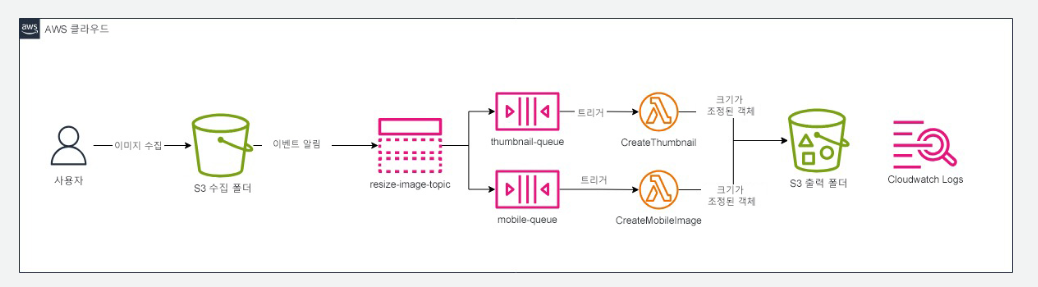 aws
AWS 클라우드
사용자
이미지 수집
S3 수집 폴더
이벤트 알림
resize-image-topic
thumbnail-queue
트리거
CreateThumbnail
크기가
조정된 객체
mobile-queue
트리거
CreateMobileImage
크기가
조정된 객체
S3 출력 폴더
Cloudwatch Logs